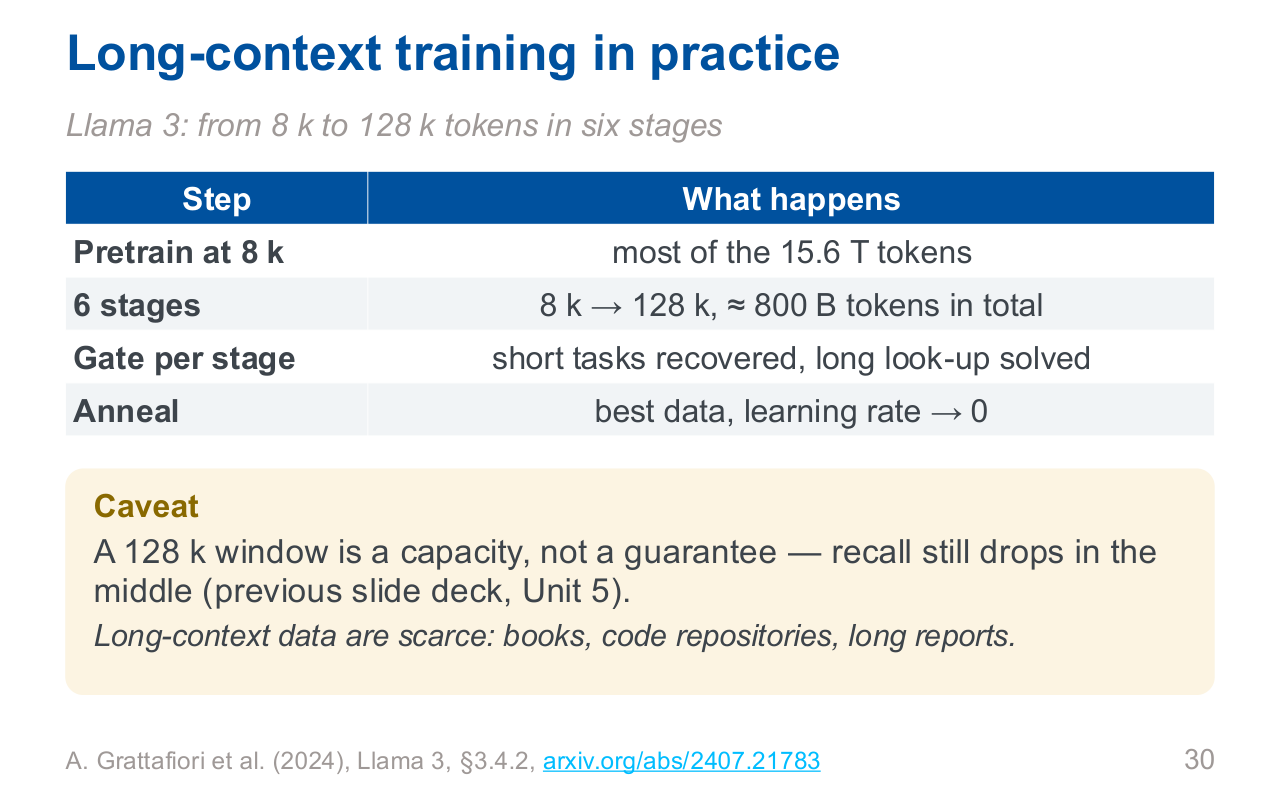 Long-context training in practice
Llama 3: from 8 k to 128 k tokens in six stages
Step What happens
Pretrain at 8 k most of the 15.6 T tokens
6 stages 8 k → 128 k, ≈ 800 B tokens in total
Gate per stage short tasks recovered, long look-up solved
Anneal best data, learning rate → 0
Caveat
A 128 k window is a capacity, not a guarantee — recall still drops in the
middle (previous slide deck, Unit 5).
Long-context data are scarce: books, code repositories, long reports.
A. Grattafiori et al. (2024), Llama 3, §3.4.2, arxiv.org/abs/2407.21783 30